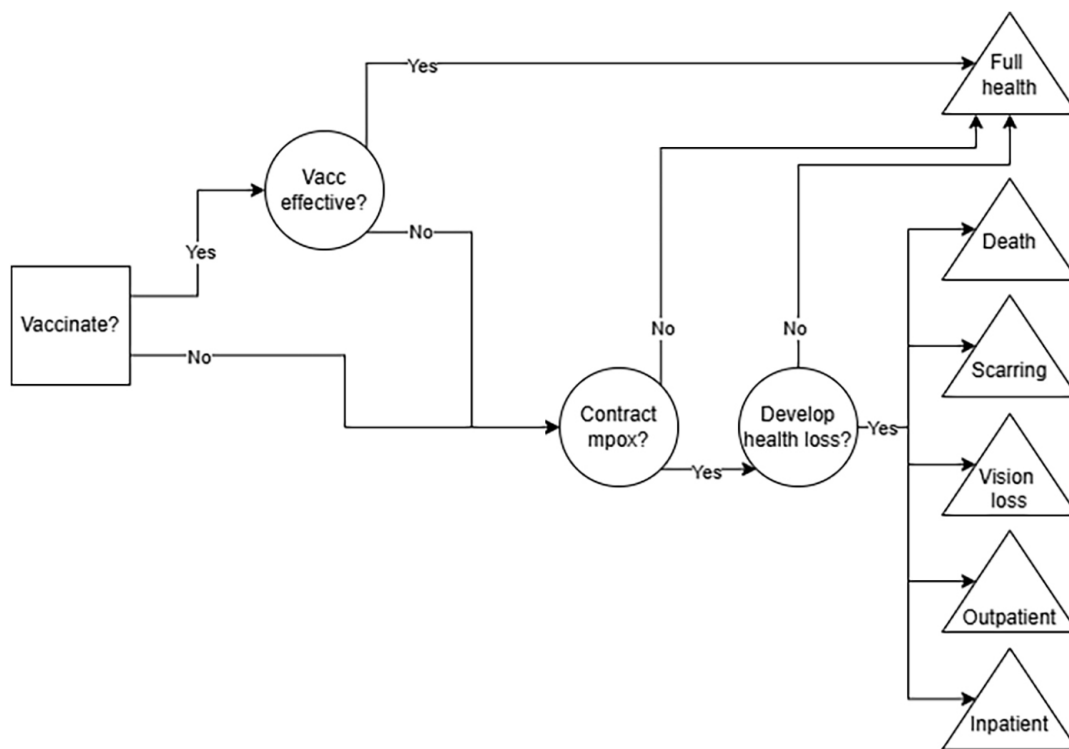 Yes
Full
health
Vacc
effective?
No
Yes
Death
Vaccinate?
No
No
No
Scarring
Contract
mpox?
Develop
health loss?
Yes
Yes
Vision
loss
Outpatient
Inpatient